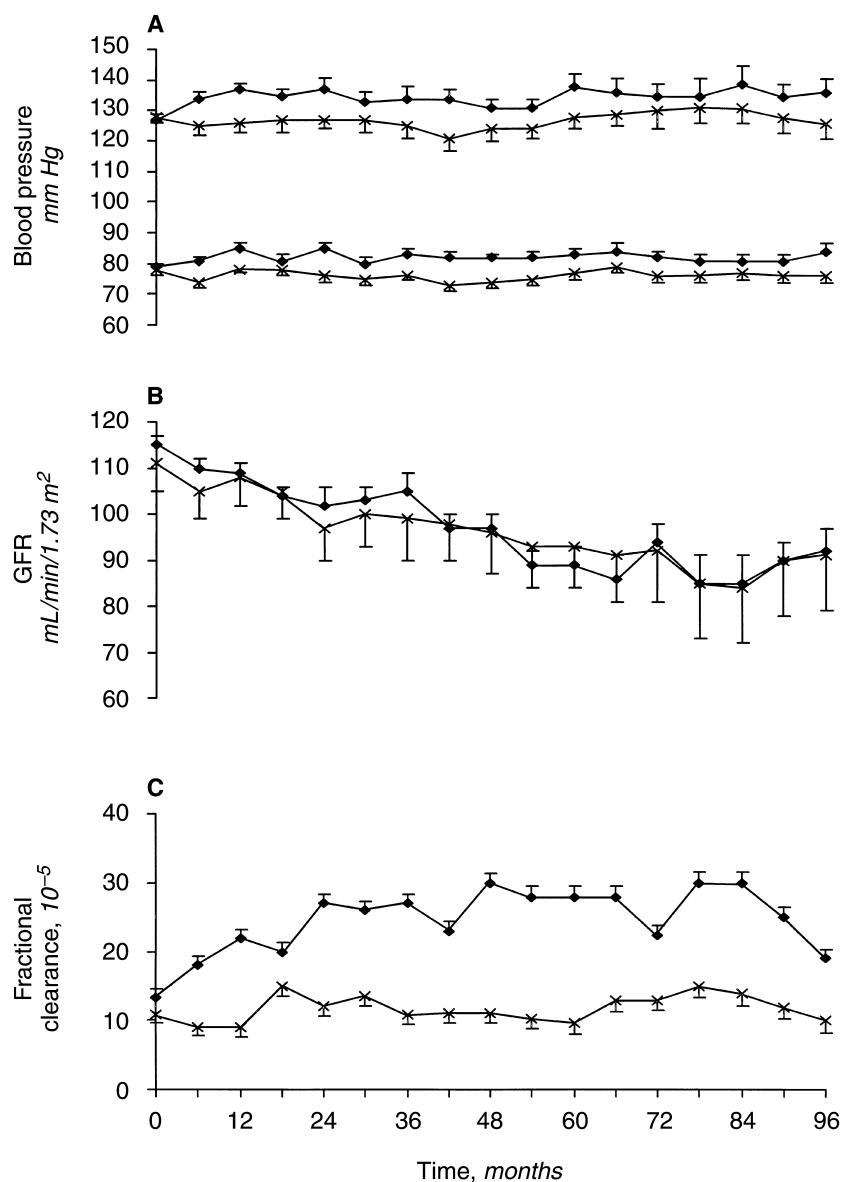 A
150
140
130
120
110
100
90
80
70
60
Blood pressure
mm Hg
B
120
110
100
90
80
70
60
GFR
mL/min/1.73 m²
C
40
30
20
10
0
Fractional
clearance, 10⁻⁵
0 12 24 36 48 60 72 84 96
Time, months